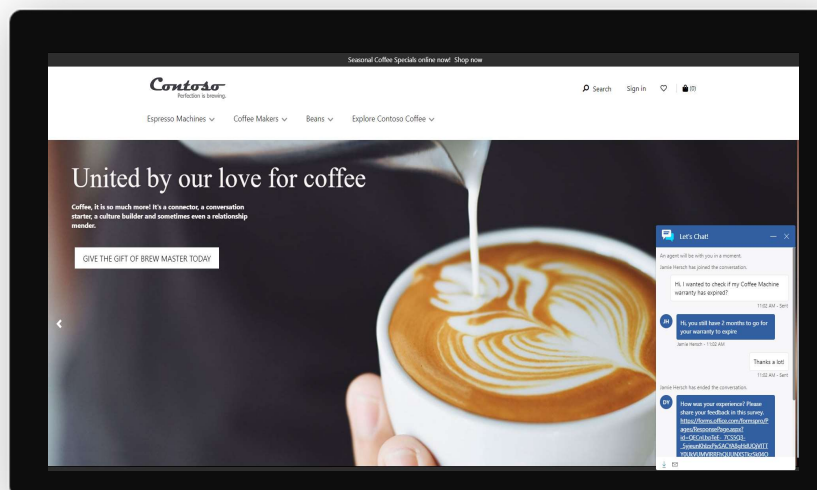 Seasonal Coffee Specials online now! Shop now
Contoso
Perfection is brewing.
Search Sign in (0)
Espresso Machines Coffee Makers Beans Explore Contoso Coffee
United by our love for coffee
Coffee, it is so much more! It's a connector, a conversation
starter, a culture builder and sometimes even a relationship
mender.
GIVE THE GIFT OF BREW MASTER TODAY
Let's Chat!
An agent will be with you in a moment.
Jamie Hersch has joined the conversation.
Hi, I wanted to check if my Coffee Machine
warranty has expired?
11:02 AM - Sent
JH
Hi, you still have 2 months to go for
your warranty to expire
Jamie Hersch - 11:02 AM
Thanks a lot!
11:02 AM - Sent
Jamie Hersch has ended the conversation.
DY
How was your experience? Please
share your feedback in this survey.
https://forms.office.com/formspro/P
ages/ResponsePage.aspx?